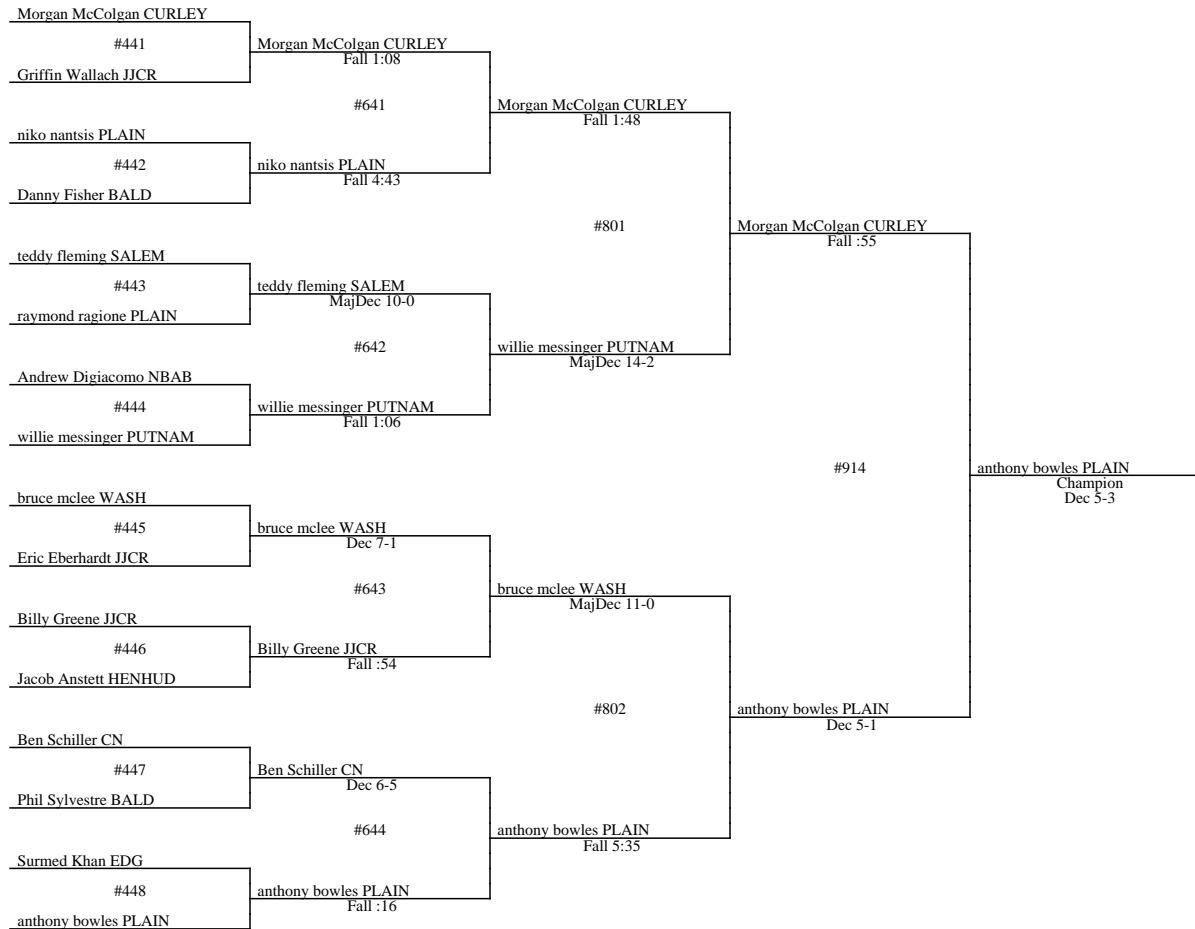 Morgan McColgan CURLEY
#441
Griffin Wallach JJCR
niko nantsis PLAIN
#442
Danny Fisher BALD
teddy fleming SALEM
#443
raymond ragione PLAIN
Andrew Digiacomo NBAB
#444
willie messinger PUTNAM
bruce mclee WASH
#445
Eric Eberhardt JJCR
Billy Greene JJCR
#446
Jacob Anstett HENHUD
Ben Schiller CN
#447
Phil Sylvestre BALD
Surmed Khan EDG
#448
anthony bowles PLAIN
Morgan McColgan CURLEY
Fall 1:08
#641
niko nantsis PLAIN
Fall 4:43
teddy fleming SALEM
MajDec 10-0
#642
willie messinger PUTNAM
Fall 1:06
bruce mclee WASH
Dec 7-1
#643
Billy Greene JJCR
Fall :54
Ben Schiller CN
Dec 6-5
#644
anthony bowles PLAIN
Fall :16
Morgan McColgan CURLEY
Fall 1:48
#801
willie messinger PUTNAM
MajDec 14-2
bruce mclee WASH
MajDec 11-0
#802
anthony bowles PLAIN
Fall 5:35
Morgan McColgan CURLEY
Fall :55
#914
anthony bowles PLAIN
Dec 5-1
anthony bowles PLAIN
Champion
Dec 5-3